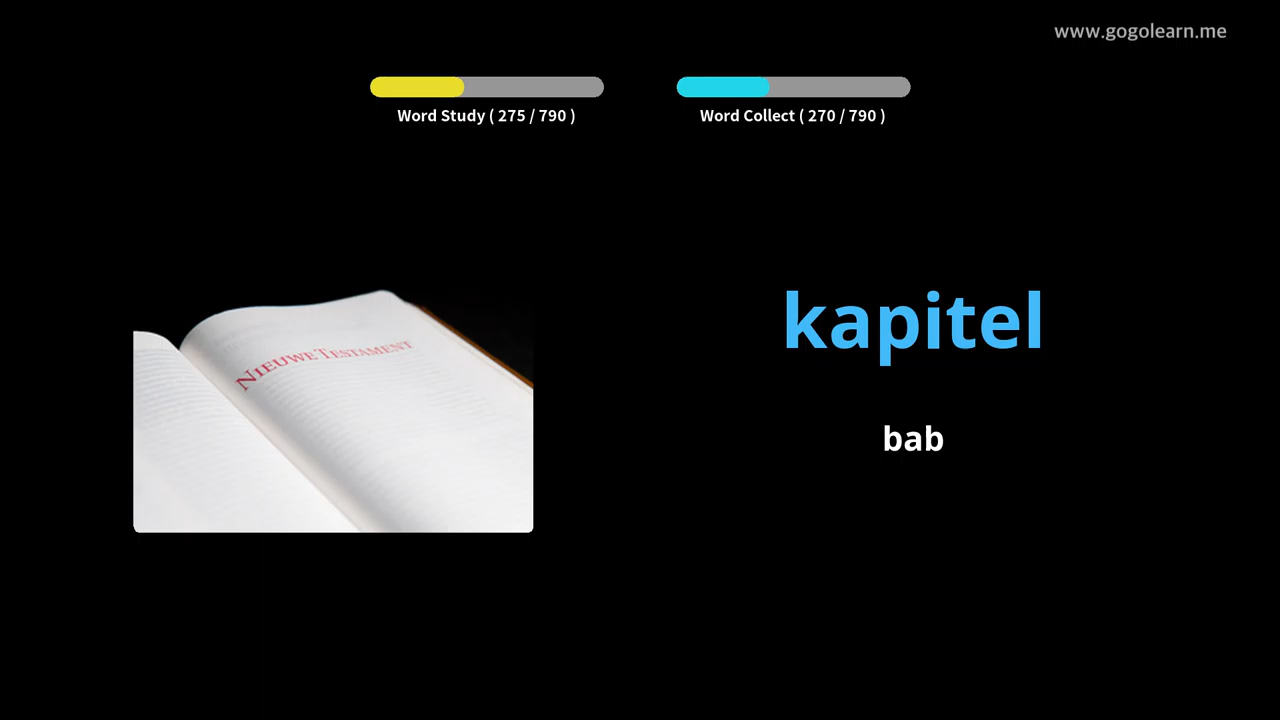 www.gogolearn.me
Word Study ( 275 / 790 )
Word Collect ( 270 / 790 )
NIEUWE TESTAMENT
kapitel
bab